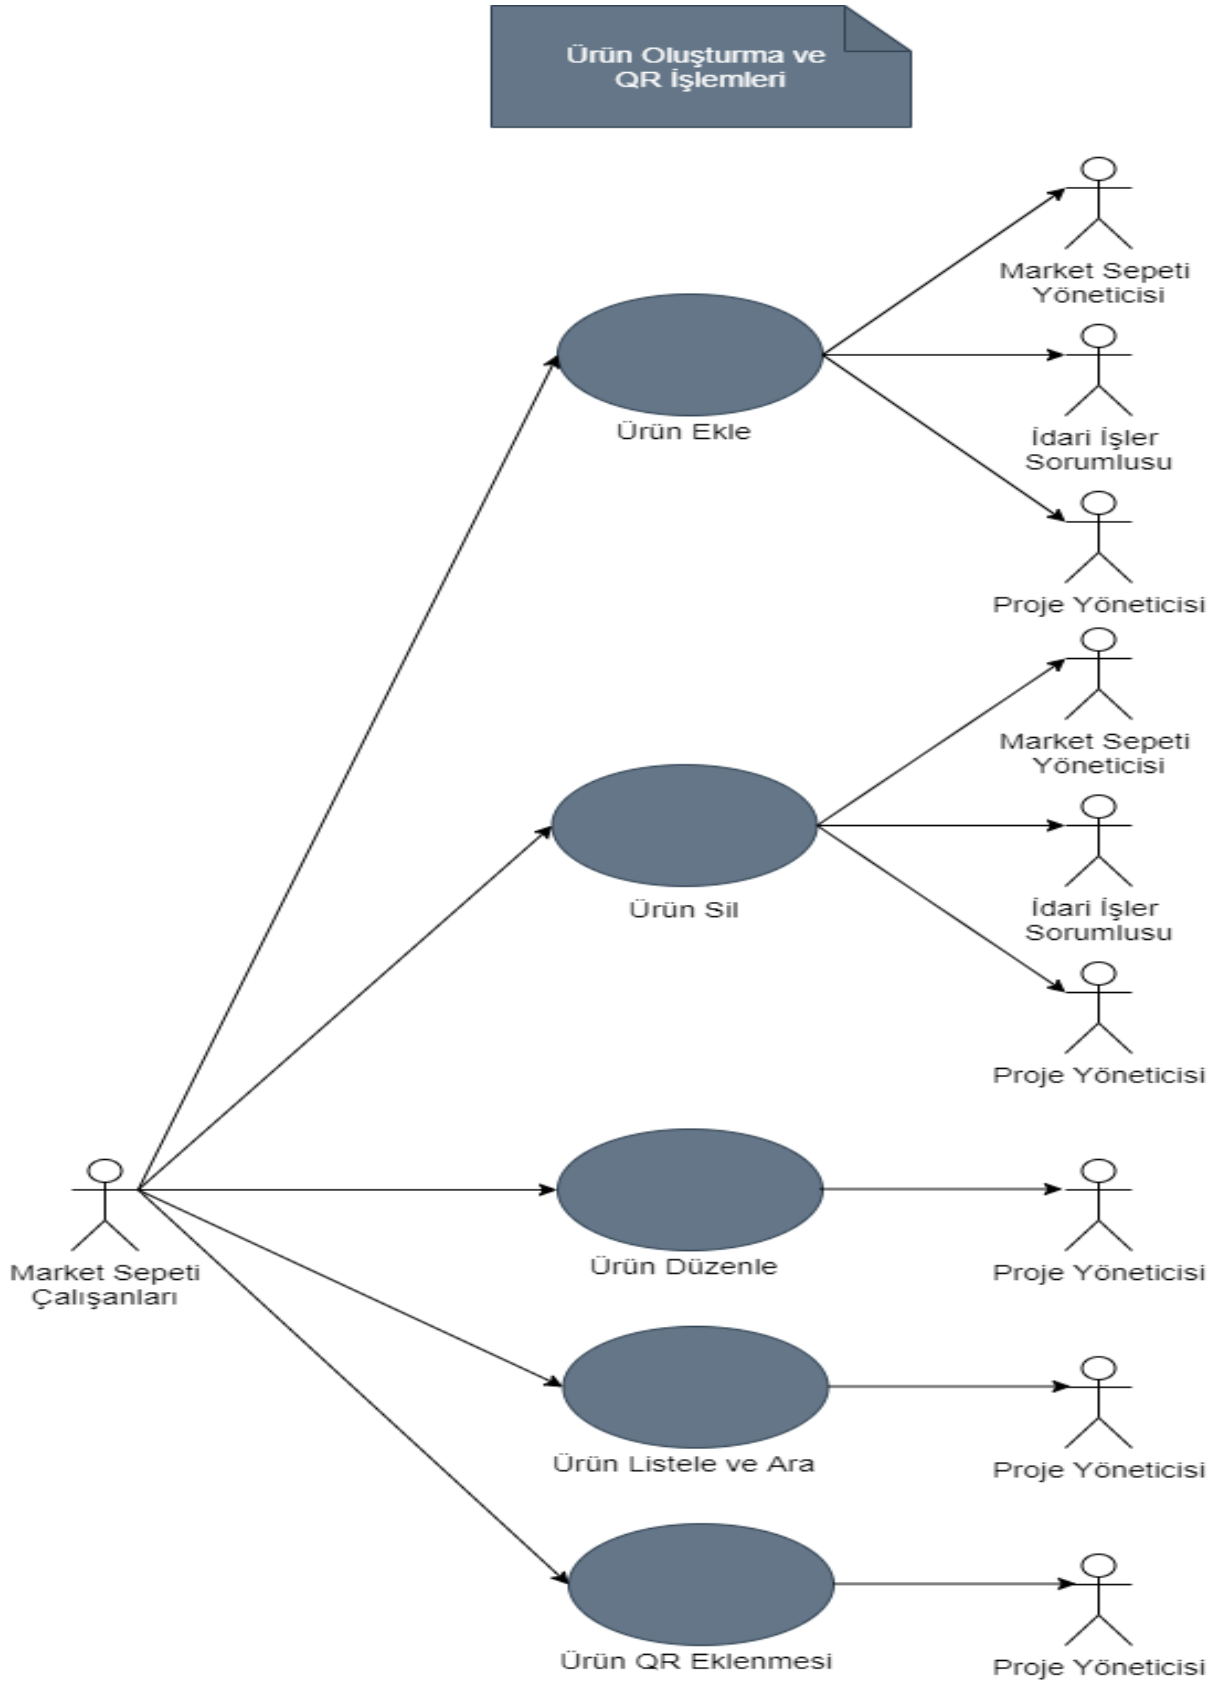 Ürün Oluşturma ve
QR İşlemleri
Market Sepeti
Yöneticisi
Ürün Ekle
İdari İşler
Sorumlusu
Proje Yöneticisi
Market Sepeti
Yöneticisi
Ürün Sil
İdari İşler
Sorumlusu
Proje Yöneticisi
Market Sepeti
Çalışanları
Ürün Düzenle
Proje Yöneticisi
Ürün Listele ve Ara
Proje Yöneticisi
Ürün QR Eklenmesi
Proje Yöneticisi